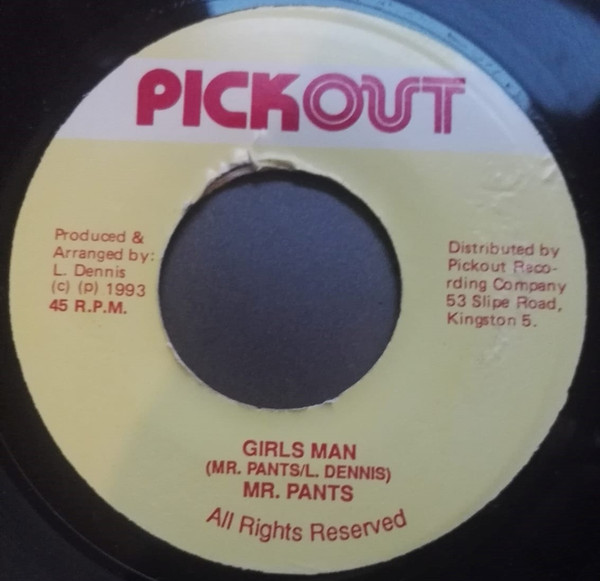 PICKOUT
Produced &
Arranged by:
L. Dennis
(c) (p) 1993
45 R.P.M.
Distributed by
Pickout Reco-
rding Company
53 Slipe Road,
Kingston 5.
GIRLS MAN
(MR. PANTS/L. DENNIS)
MR. PANTS
All Rights Reserved